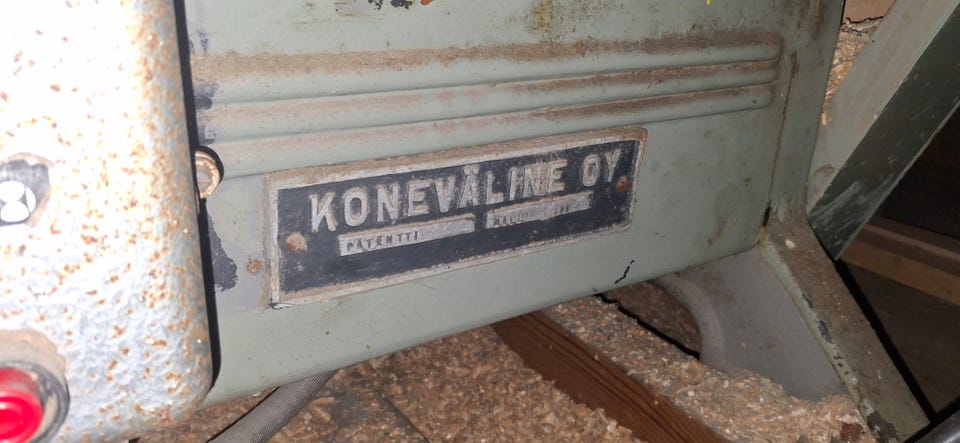 KONEVÄLINE OY
PATENTTI